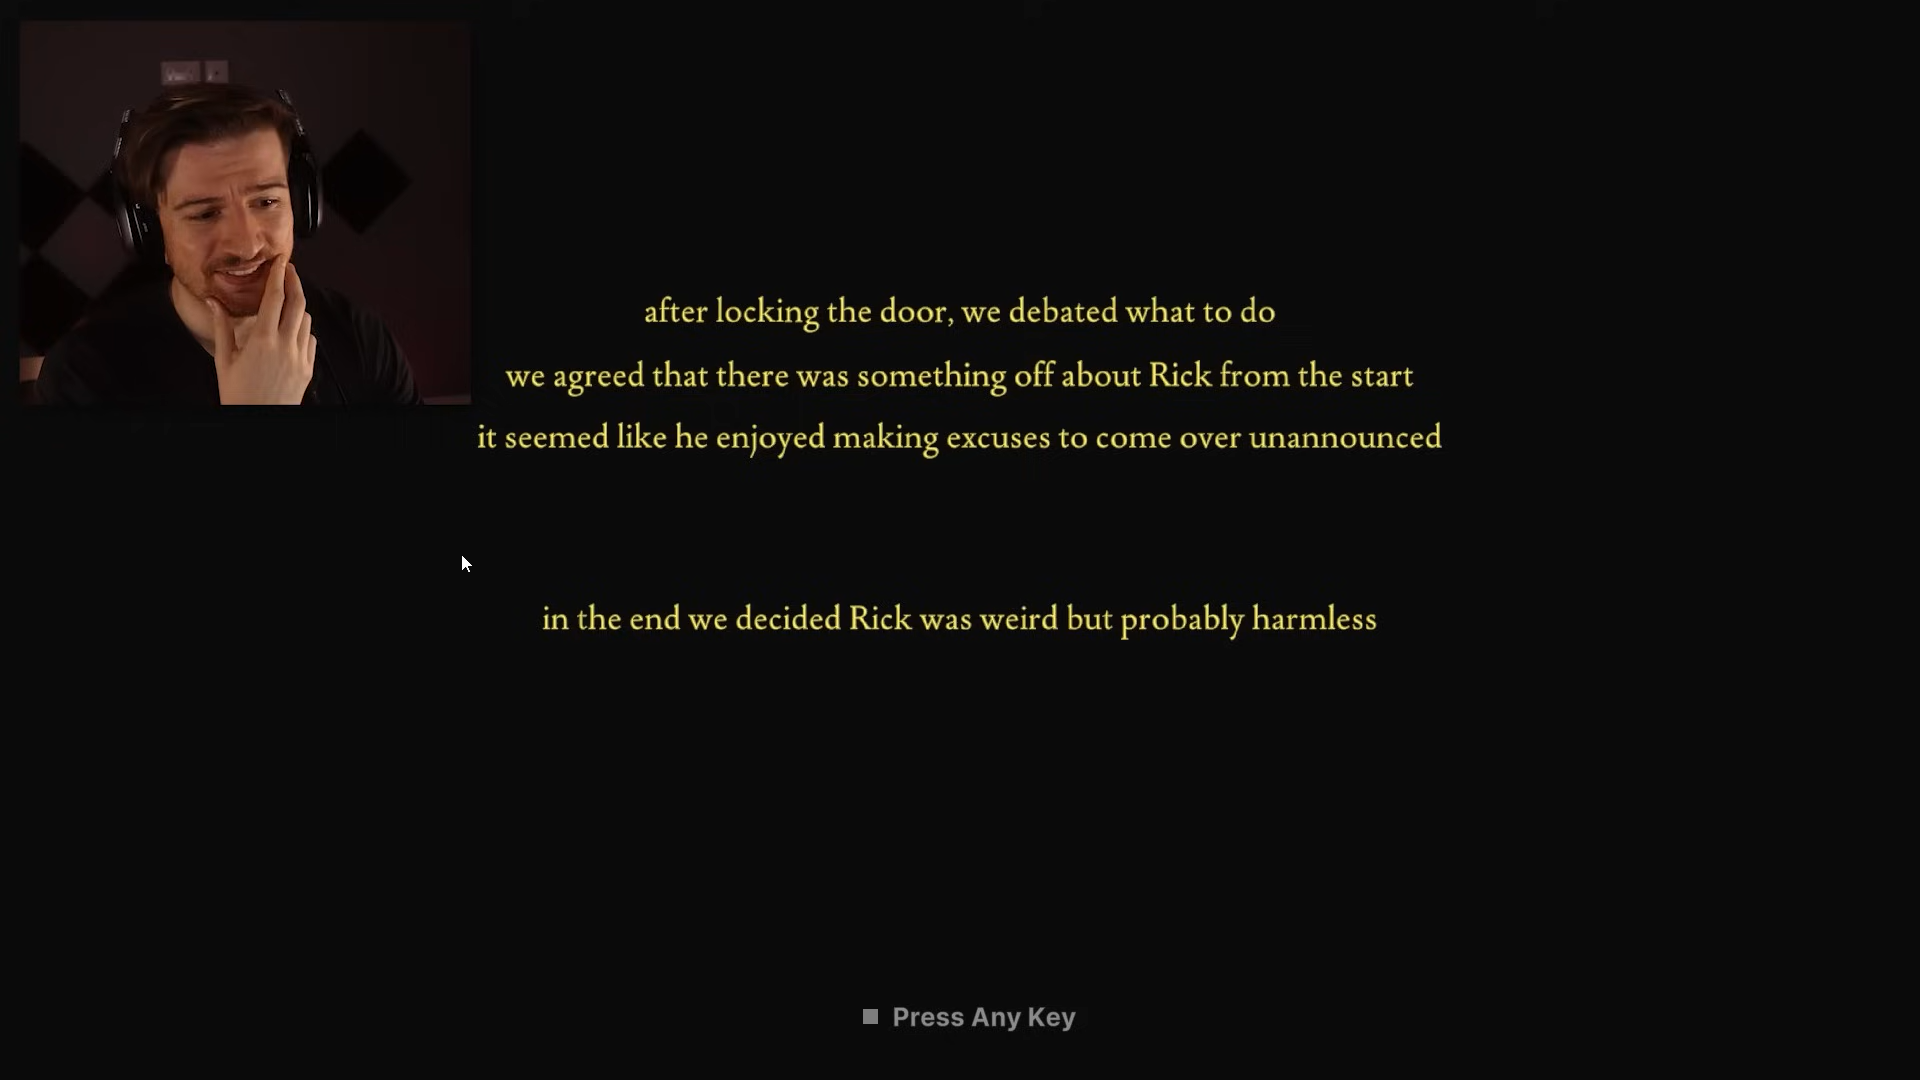 after locking the door, we debated what to do
we agreed that there was something off about Rick from the start
it seemed like he enjoyed making excuses to come over unannounced
in the end we decided Rick was weird but probably harmless
Press Any Key